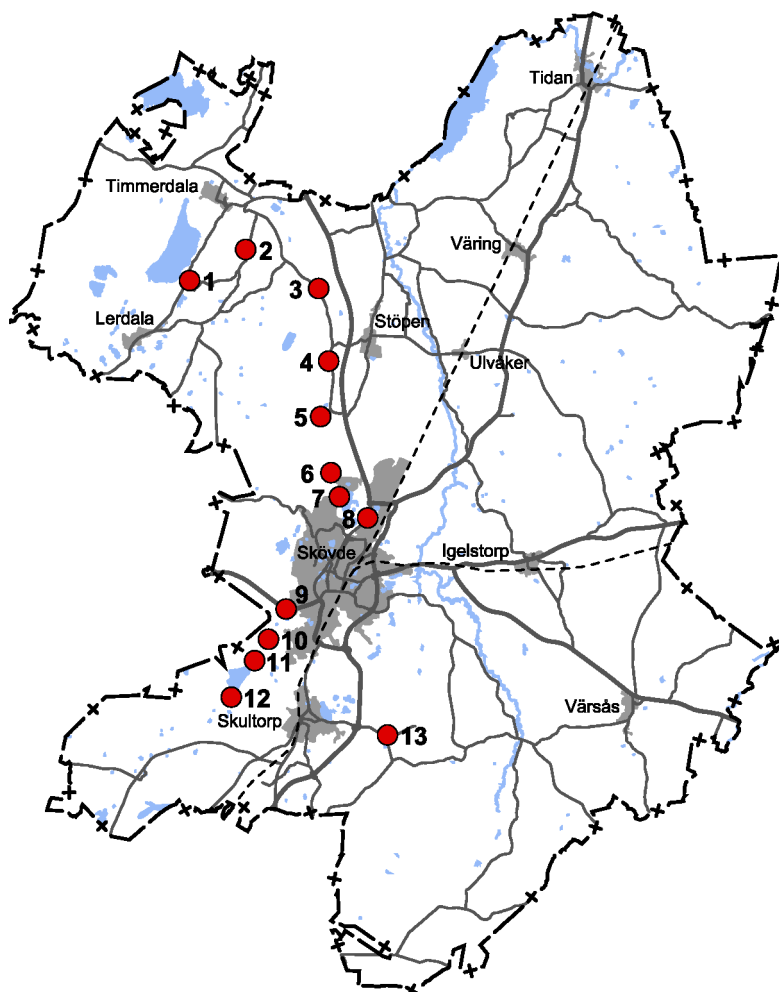 Tidan
Timmerdala
2
Väring
1
3
Lerdala
Stöpen
4
Ulvåker
5
6
7
8
Skövde
Igelstorp
9
10
11
12
Värsås
Skultorp
13